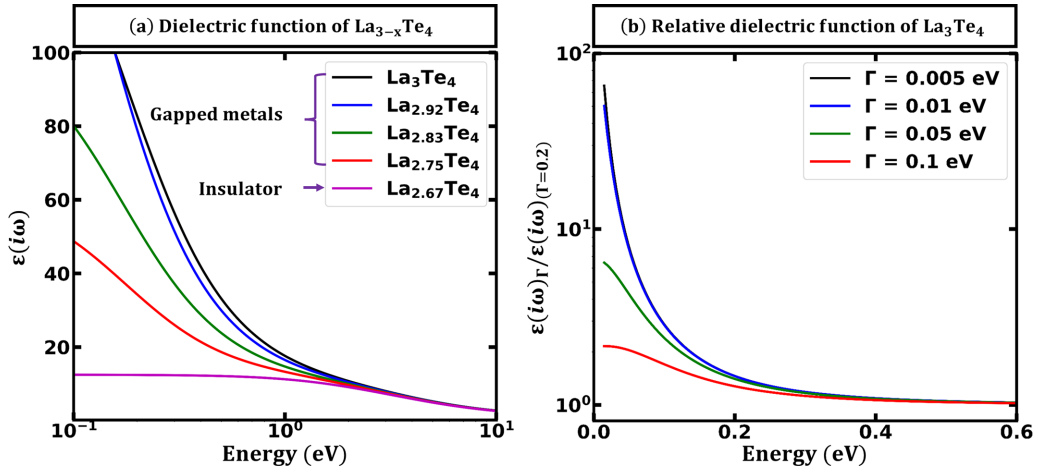 (a) Dielectric function of La₃₋ₓTe₄
100
80
60
40
20
ε(iω)
10⁻¹
10⁰
10¹
Energy (eV)
Gapped metals
Insulator
La₃Te₄
La₂.₉₂Te₄
La₂.₈₃Te₄
La₂.₇₅Te₄
La₂.₆₇Te₄
(b) Relative dielectric function of La₃Te₄
10²
10¹
10⁰
ε(iω)_Γ/ε(iω)_(Γ=0.2)
0.0
0.2
0.4
0.6
Energy (eV)
Γ = 0.005 eV
Γ = 0.01 eV
Γ = 0.05 eV
Γ = 0.1 eV